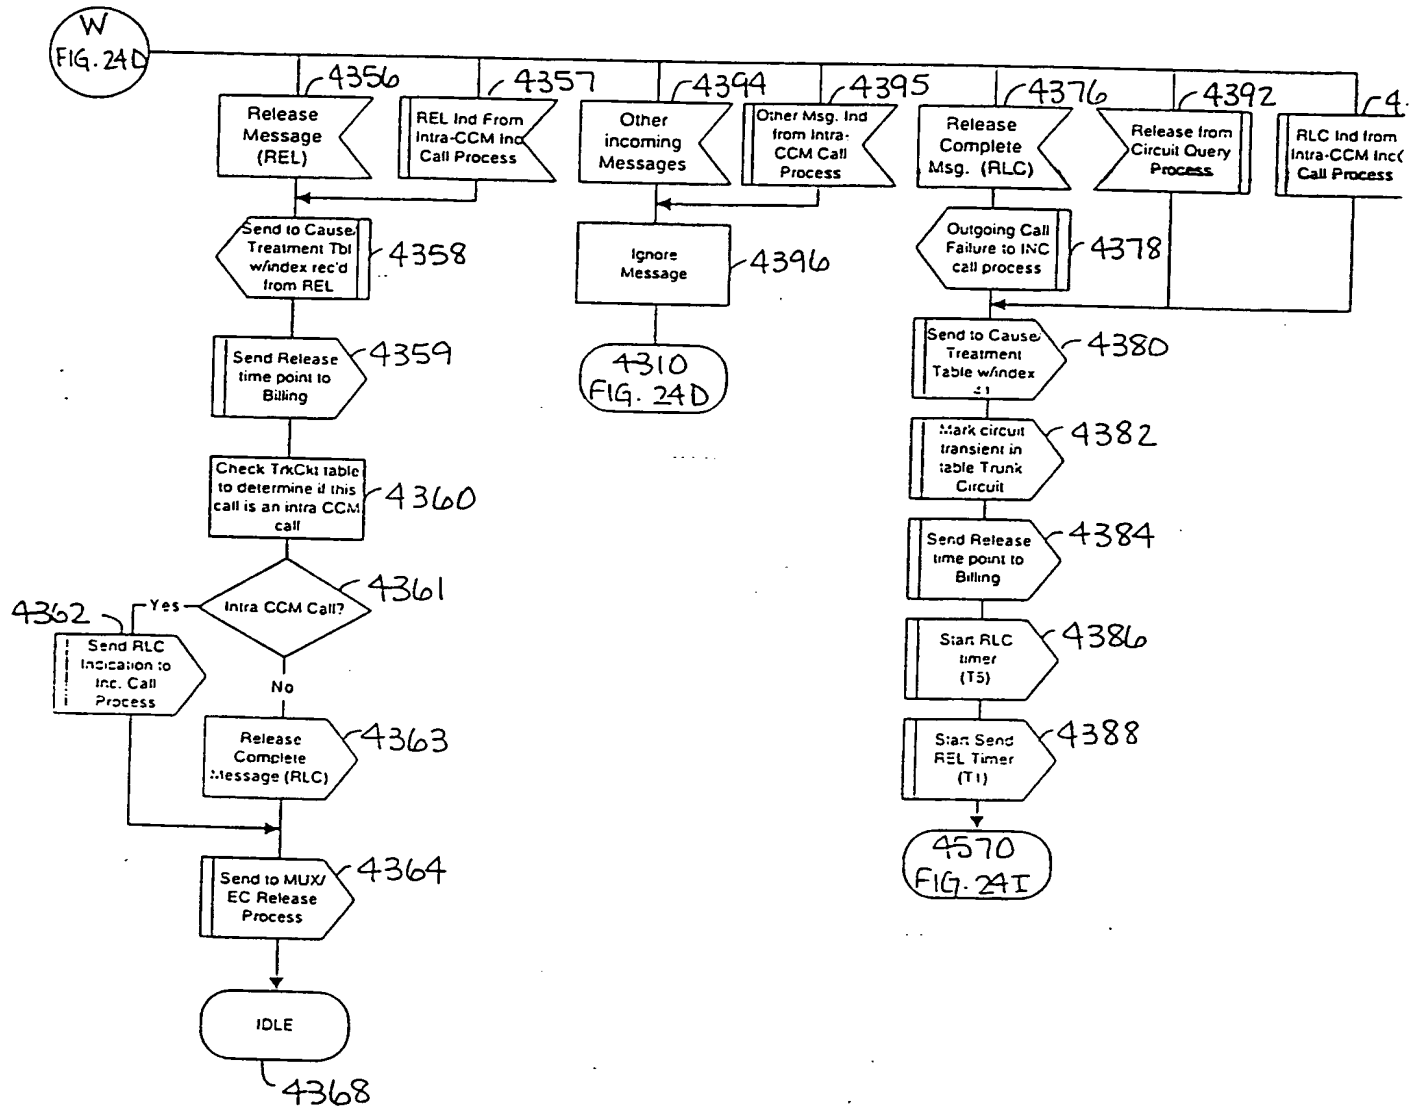 W
FIG. 24D
4356
4357
4394
4395
4376
4392
4.
Release
Message
(REL)
REL Ind From
Intra-CCM Inc
Call Process
Other
incoming
Messages
Other Msg. Ind
from Intra-
CCM Call
Process
Release
Complete
Msg. (RLC)
Release from
Circuit Query
Process
RLC Ind from
Intra-CCM Inc
Call Process
Send to Cause/
Treatment Tbl
w/index rec'd
from REL
4358
Ignore
Message
4396
Outgoing Call
Failure to INC
call process
4378
Send Release
time point to
Billing
4359
4310
FIG. 24D
Send to Cause/
Treatment
Table w/index
4380
Check TrkCkt table
to determine if this
call is an intra CCM
call
4360
Mark circuit
transient in
table Trunk
Circuit
4382
Send Release
time point to
Billing
4384
Intra CCM Call?
4361
Yes
No
4362
Send RLC
Indication to
Inc. Call
Process
Start RLC
timer
(T5)
4386
Release
Complete
Message (RLC)
4363
Start Send
REL Timer
(T1)
4388
Send to MUX/
EC Release
Process
4364
4570
FIG. 24I
IDLE
4368